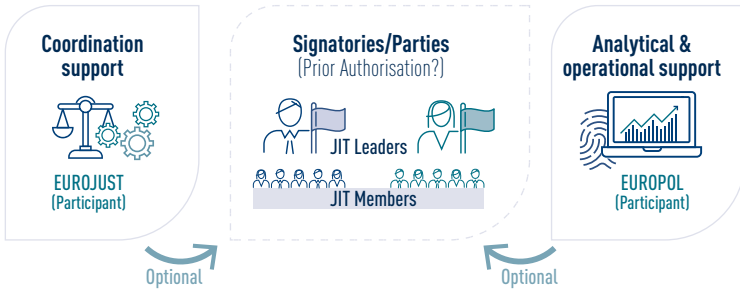 Coordination
support
EUROJUST
(Participant)
Signatories/Parties
(Prior Authorisation?)
JIT Leaders
JIT Members
Analytical &
operational support
EUROPOL
(Participant)
Optional
Optional